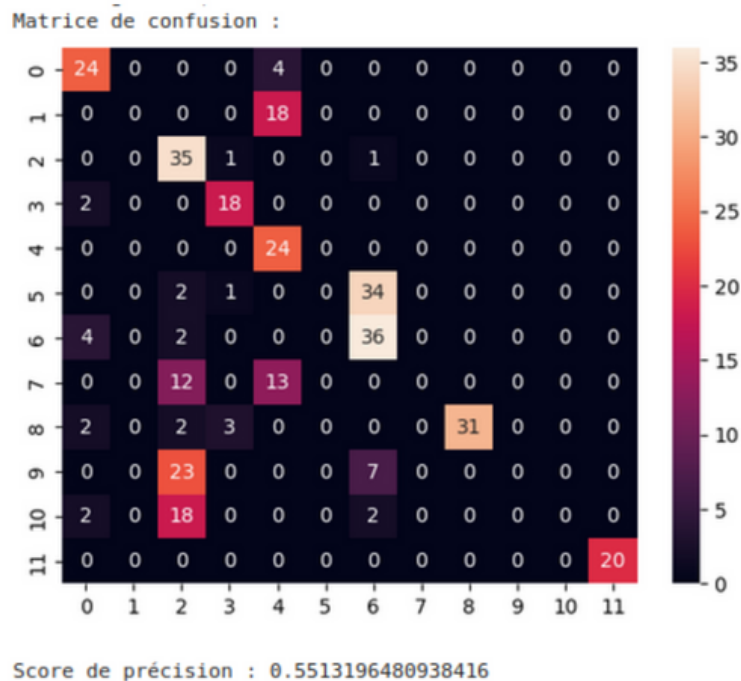 Matrice de confusion :
0 24 0 0 0 4 0 0 0 0 0 0 0
1 0 0 0 0 18 0 0 0 0 0 0 0
2 0 0 35 1 0 0 1 0 0 0 0 0
3 2 0 0 18 0 0 0 0 0 0 0 0
4 0 0 0 0 24 0 0 0 0 0 0 0
5 0 0 2 1 0 0 34 0 0 0 0 0
6 4 0 2 0 0 0 36 0 0 0 0 0
7 0 0 12 0 13 0 0 0 0 0 0 0
8 2 0 2 3 0 0 0 0 31 0 0 0
9 0 0 23 0 0 0 7 0 0 0 0 0
10 2 0 18 0 0 0 2 0 0 0 0 0
11 0 0 0 0 0 0 0 0 0 0 0 20
0 1 2 3 4 5 6 7 8 9 10 11
35
30
25
20
15
10
5
0
Score de précision : 0.5513196480938416